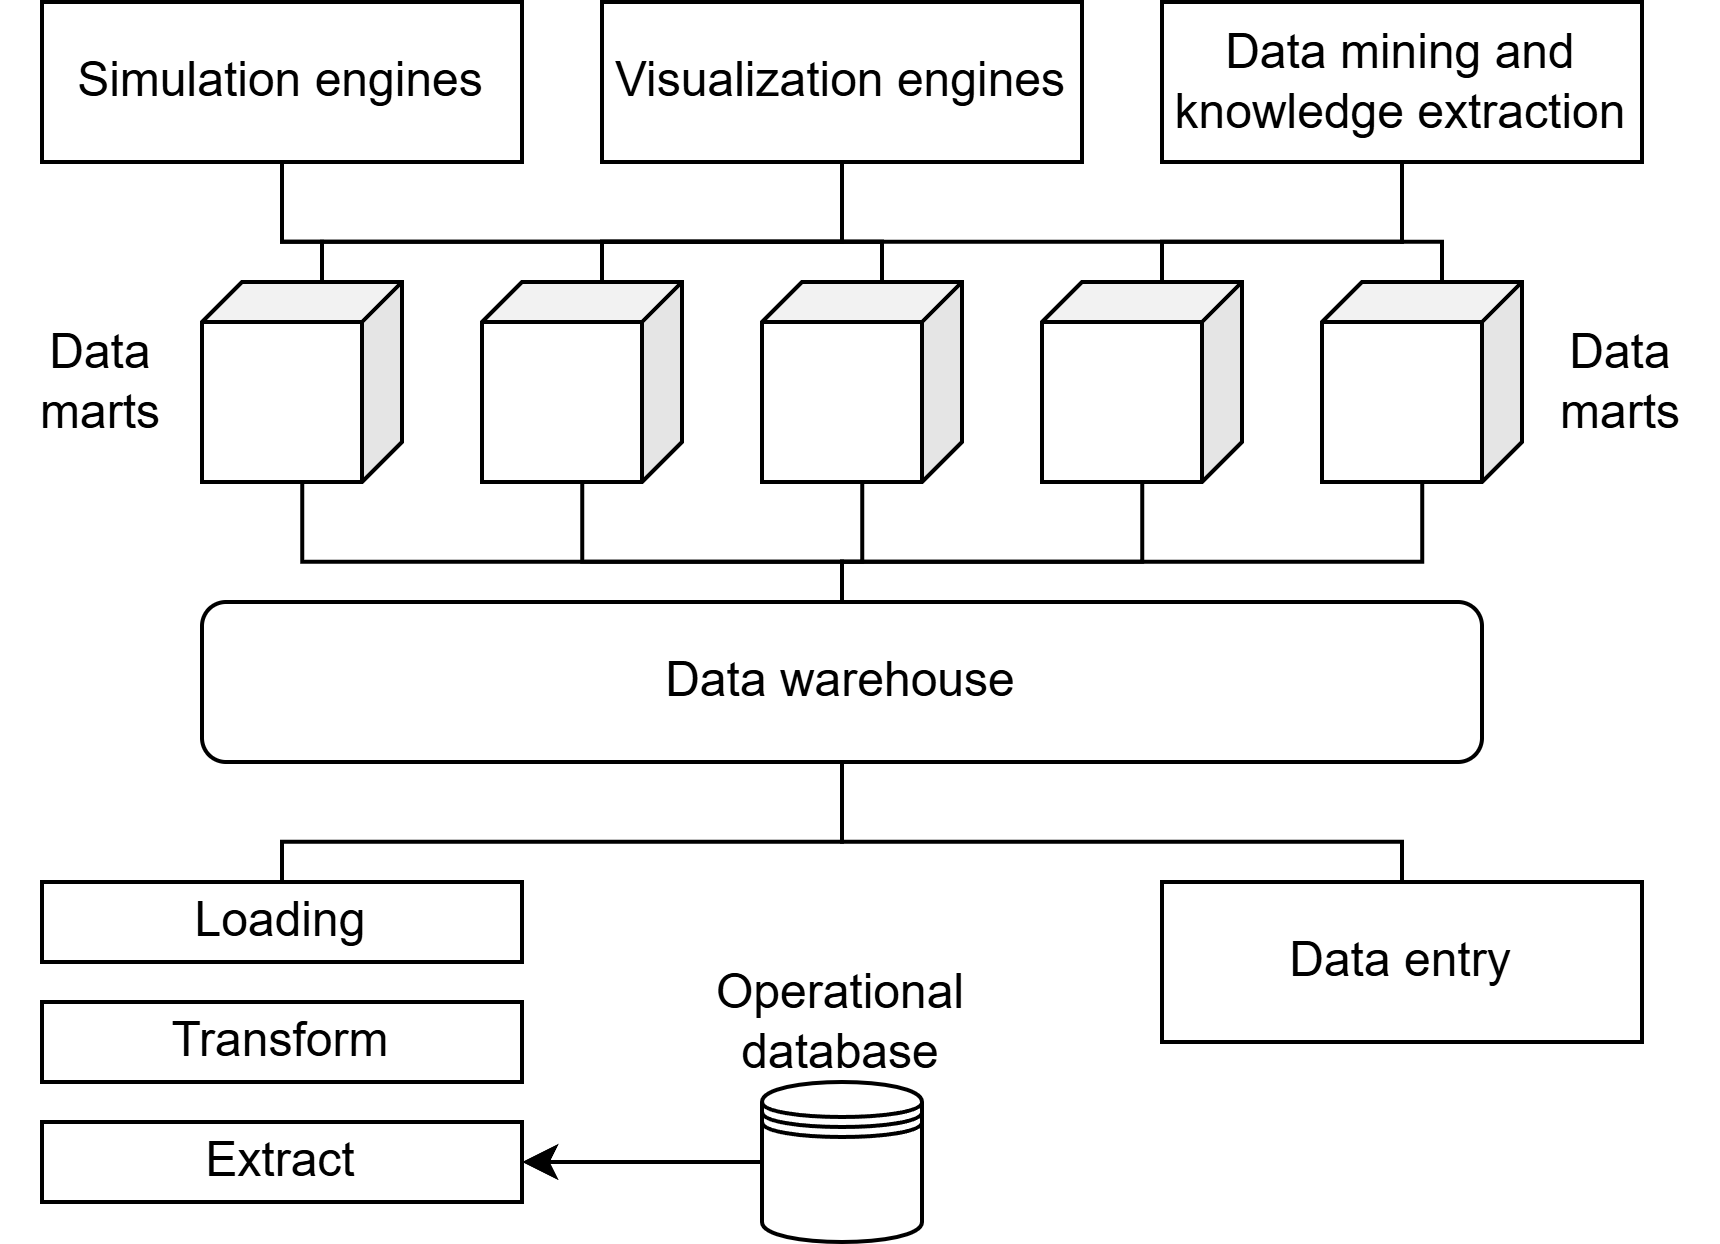 Simulation engines
Visualization engines
Data mining and
knowledge extraction
Data
marts
Data
marts
Data warehouse
Loading
Transform
Extract
Operational
database
Data entry